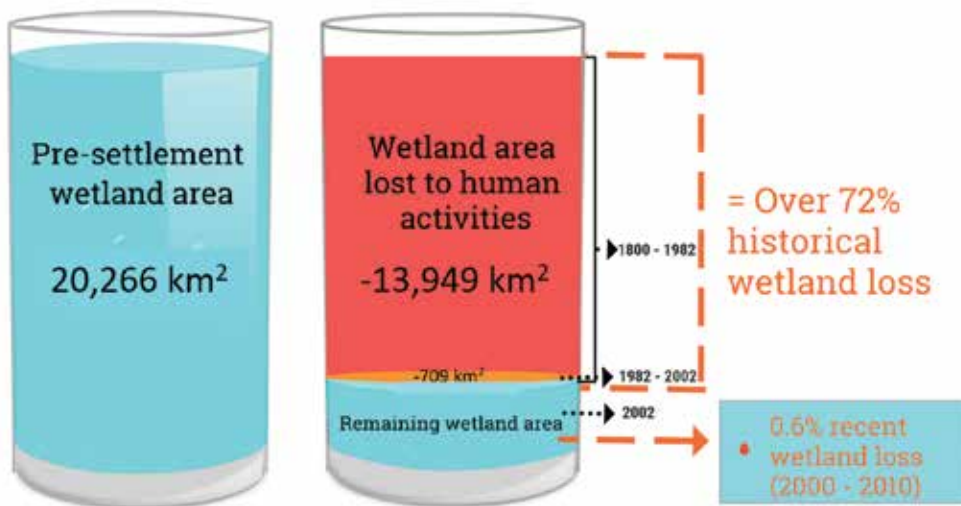 Pre-settlement
wetland area
20,266 km²
Wetland area
lost to human
activities
-13,949 km²
-709 km²
Remaining wetland area
1800 - 1982
1982 - 2002
2002
= Over 72%
historical
wetland loss
0.6% recent
wetland loss
(2000 - 2010)